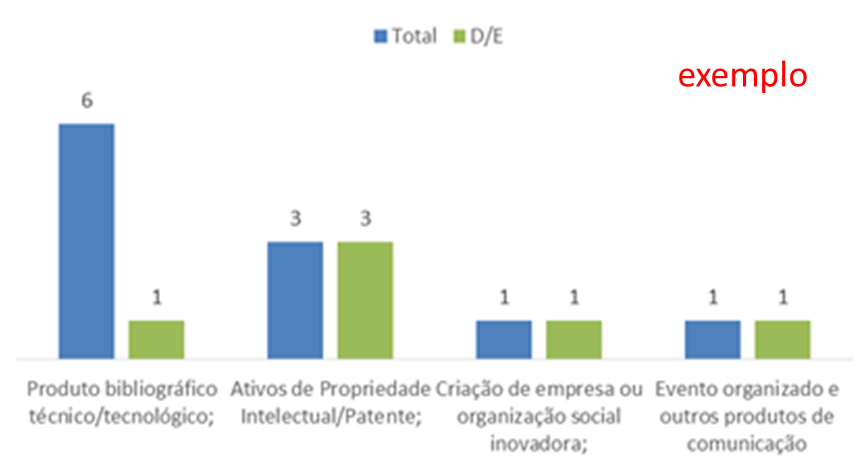 Total D/E
exemplo
6
1
3
3
1
1
1
1
Produto bibliográfico
técnico/tecnológico;
Ativos de Propriedade
Intelectual/Patente;
Criação de empresa ou
organização social
inovadora;
Evento organizado e
outros produtos de
comunicação